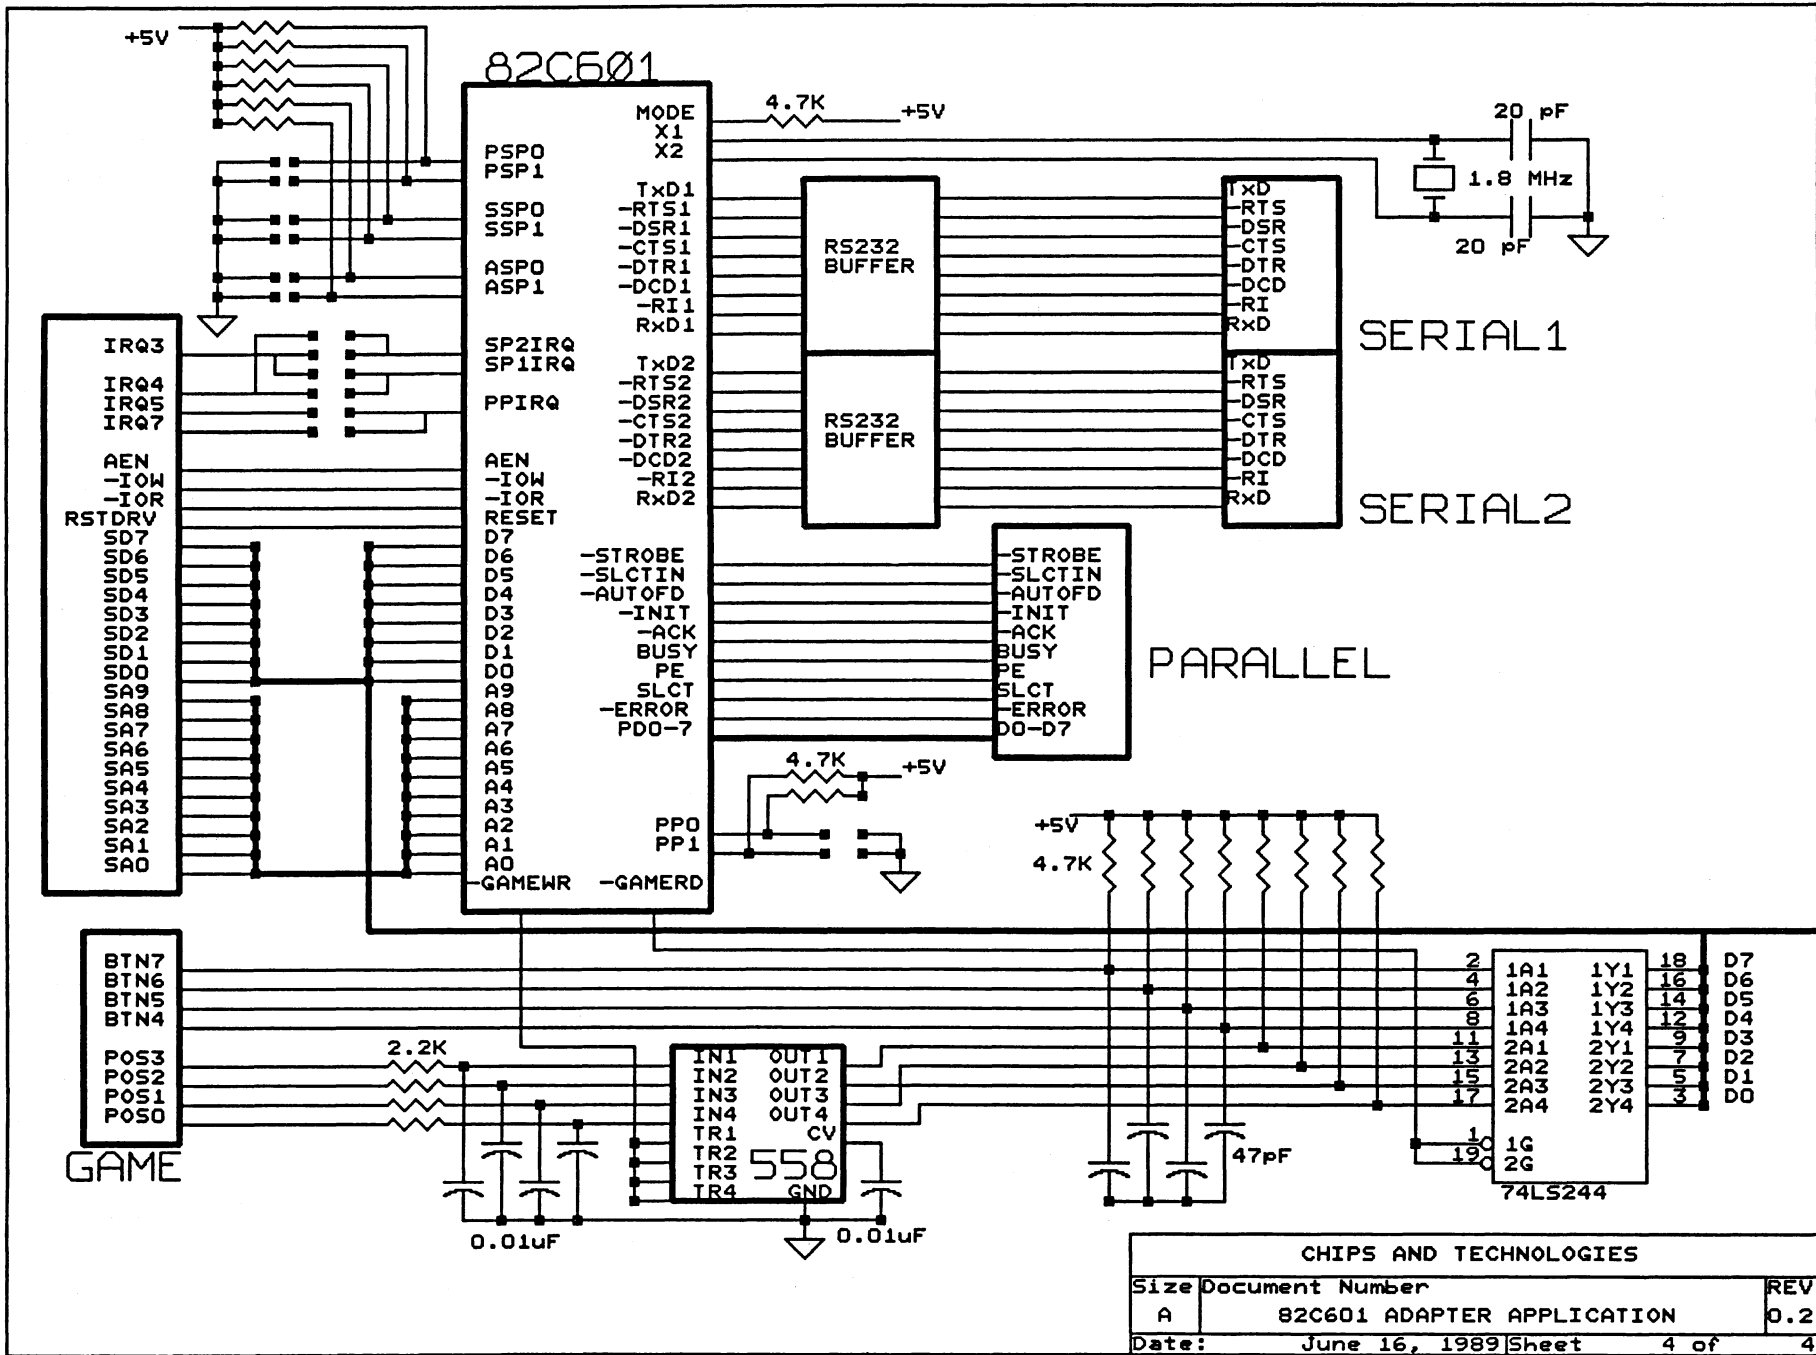 +5V
82C601
MODE
X1
X2
PSP0
PSP1
SSP0
SSP1
ASP0
ASP1
SP2IRQ
SP1IRQ
PPIRQ
AEN
-IOW
-IOR
RESET
D7
D6
D5
D4
D3
D2
D1
D0
A9
A8
A7
A6
A5
A4
A3
A2
A1
A0
-GAMEWR
-GAMERD
TxD1
-RTS1
-DSR1
-CTS1
-DTR1
-DCD1
-RI1
RxD1
TxD2
-RTS2
-DSR2
-CTS2
-DTR2
-DCD2
-RI2
RxD2
-STROBE
-SLCTIN
-AUTOFD
-INIT
-ACK
BUSY
PE
SLCT
-ERROR
PD0-7
PP0
PP1
4.7K
+5V
20 pF
1.8 MHz
20 pF
RS232
BUFFER
RS232
BUFFER
TxD
-RTS
-DSR
-CTS
-DTR
-DCD
-RI
RxD
SERIAL1
TxD
-RTS
-DSR
-CTS
-DTR
-DCD
-RI
RxD
SERIAL2
-STROBE
-SLCTIN
-AUTOFD
-INIT
-ACK
BUSY
PE
SLCT
-ERROR
D0-D7
PARALLEL
4.7K
+5V
IRQ3
IRQ4
IRQ5
IRQ7
AEN
-IOW
-IOR
RSTDRV
SD7
SD6
SD5
SD4
SD3
SD2
SD1
SD0
SA9
SA8
SA7
SA6
SA5
SA4
SA3
SA2
SA1
SA0
+5V
4.7K
BTN7
BTN6
BTN5
BTN4
POS3
POS2
POS1
POS0
GAME
2.2K
0.01uF
IN1 OUT1
IN2 OUT2
IN3 OUT3
IN4 OUT4
TR1 CV
TR2
TR3
TR4 GND
558
0.01uF
47pF
2 1A1 1Y1 18 D7
4 1A2 1Y2 16 D6
6 1A3 1Y3 14 D5
8 1A4 1Y4 12 D4
11 2A1 2Y1 9 D3
13 2A2 2Y2 7 D2
15 2A3 2Y3 5 D1
17 2A4 2Y4 3 D0
1 1G
19 2G
74LS244
CHIPS AND TECHNOLOGIES
Size Document Number REV
A 82C601 ADAPTER APPLICATION 0.2
Date: June 16, 1989 Sheet 4 of 4